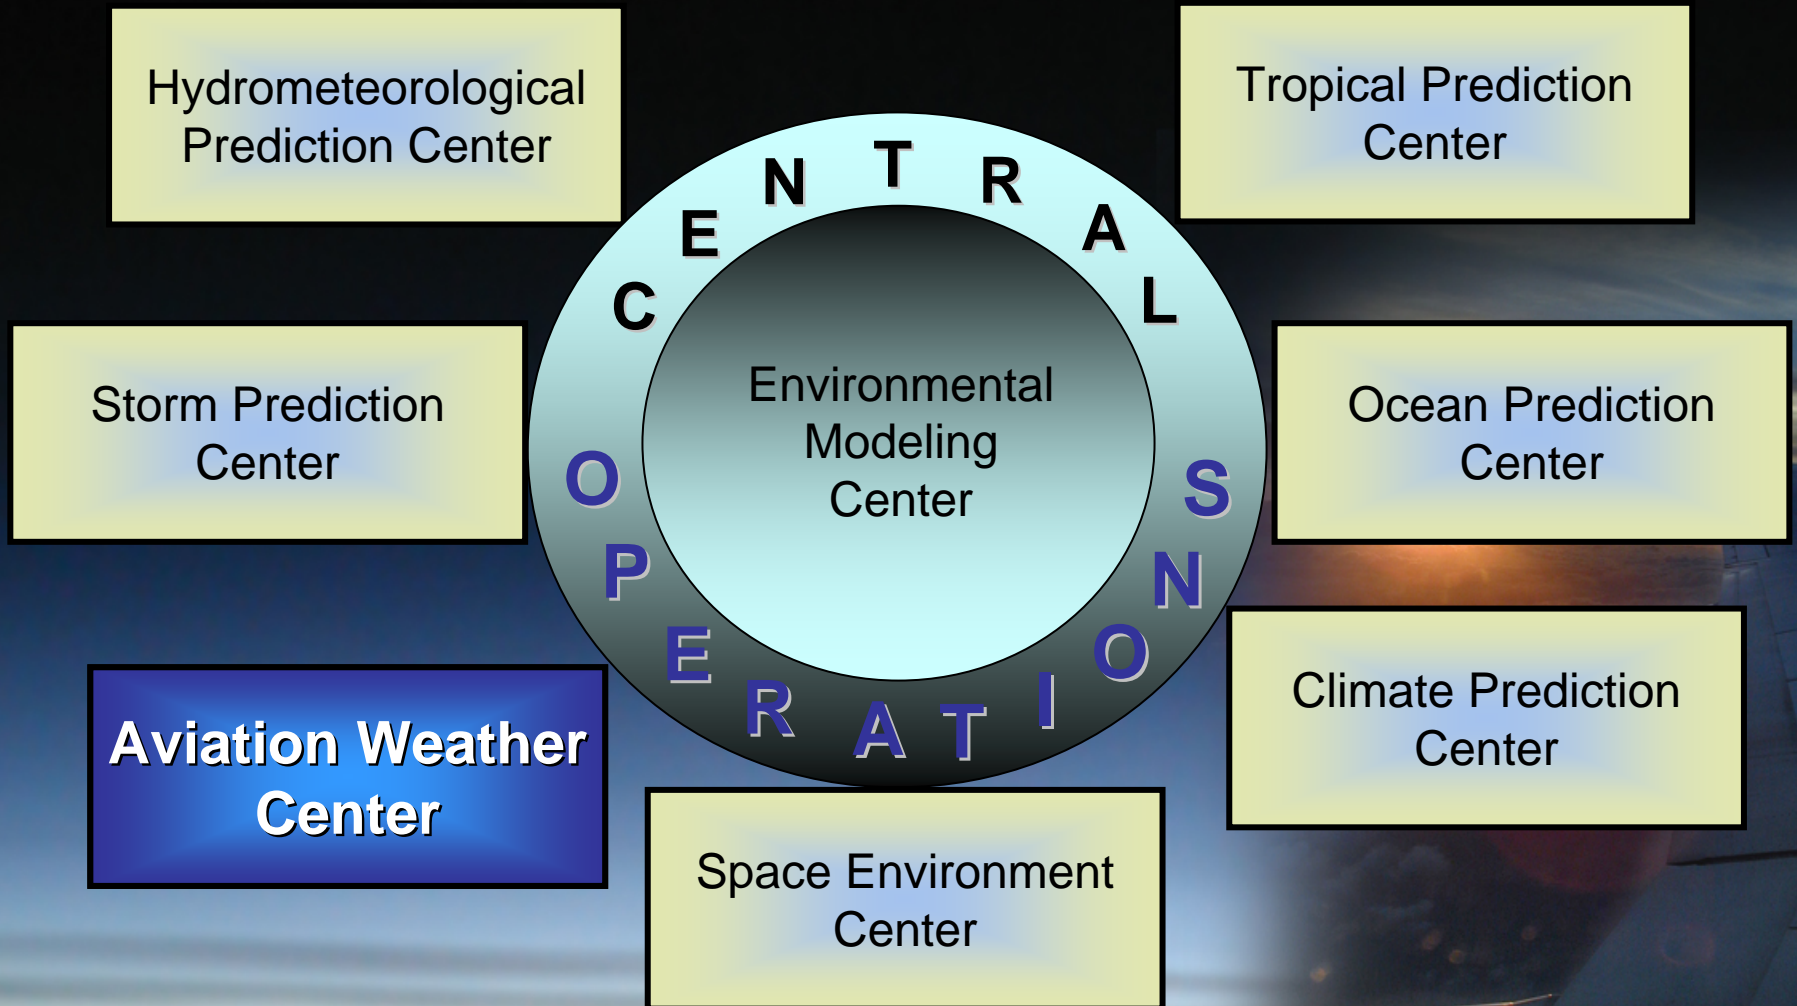 Hydrometeorological
Prediction Center
Tropical Prediction
Center
CENTRAL
Storm Prediction
Center
Environmental
Modeling
Center
Ocean Prediction
Center
OPERATIONS
Aviation Weather
Center
Climate Prediction
Center
Space Environment
Center